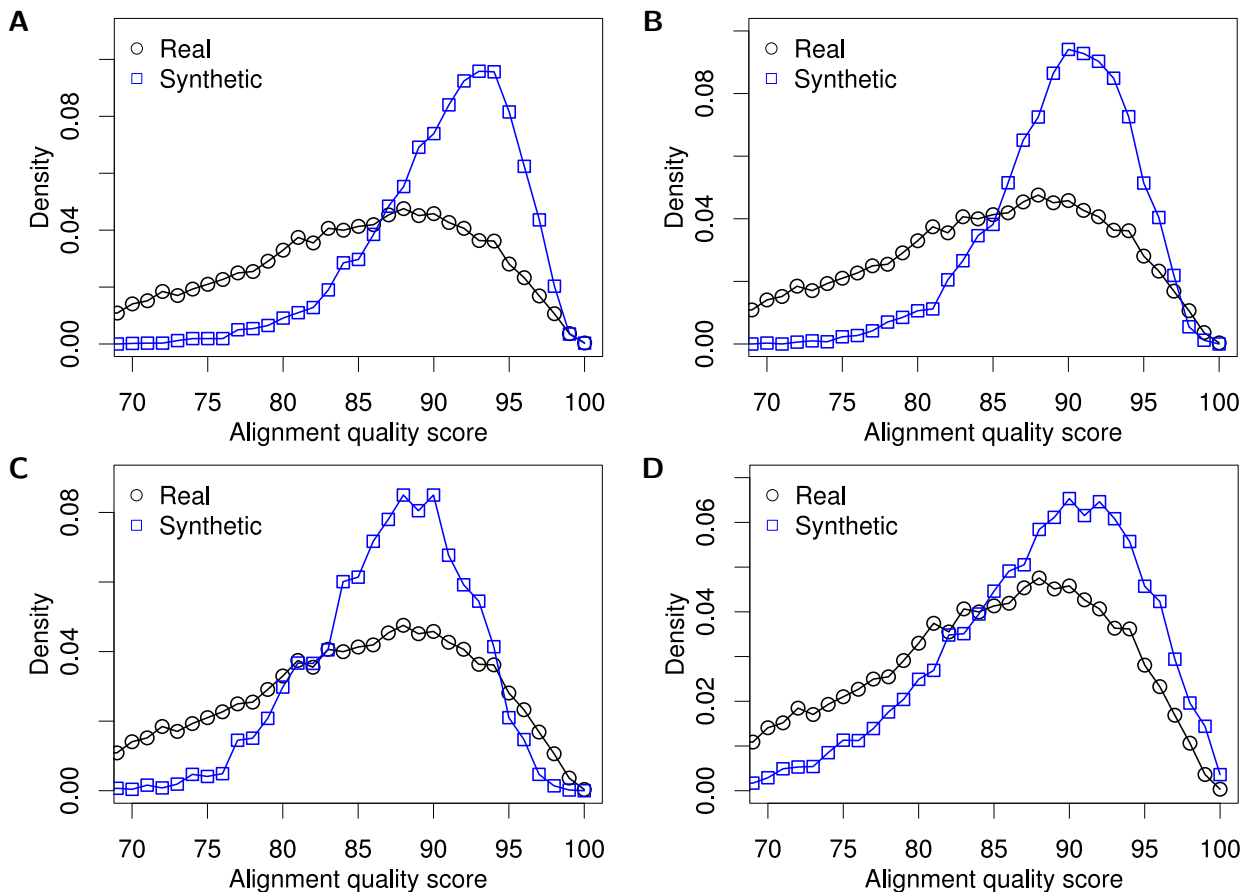 A
Real
Synthetic
Density
0.00
0.04
0.08
70 75 80 85 90 95 100
Alignment quality score
B
Real
Synthetic
Density
0.00
0.04
0.08
70 75 80 85 90 95 100
Alignment quality score
C
Real
Synthetic
Density
0.00
0.04
0.08
70 75 80 85 90 95 100
Alignment quality score
D
Real
Synthetic
Density
0.00
0.02
0.04
0.06
70 75 80 85 90 95 100
Alignment quality score